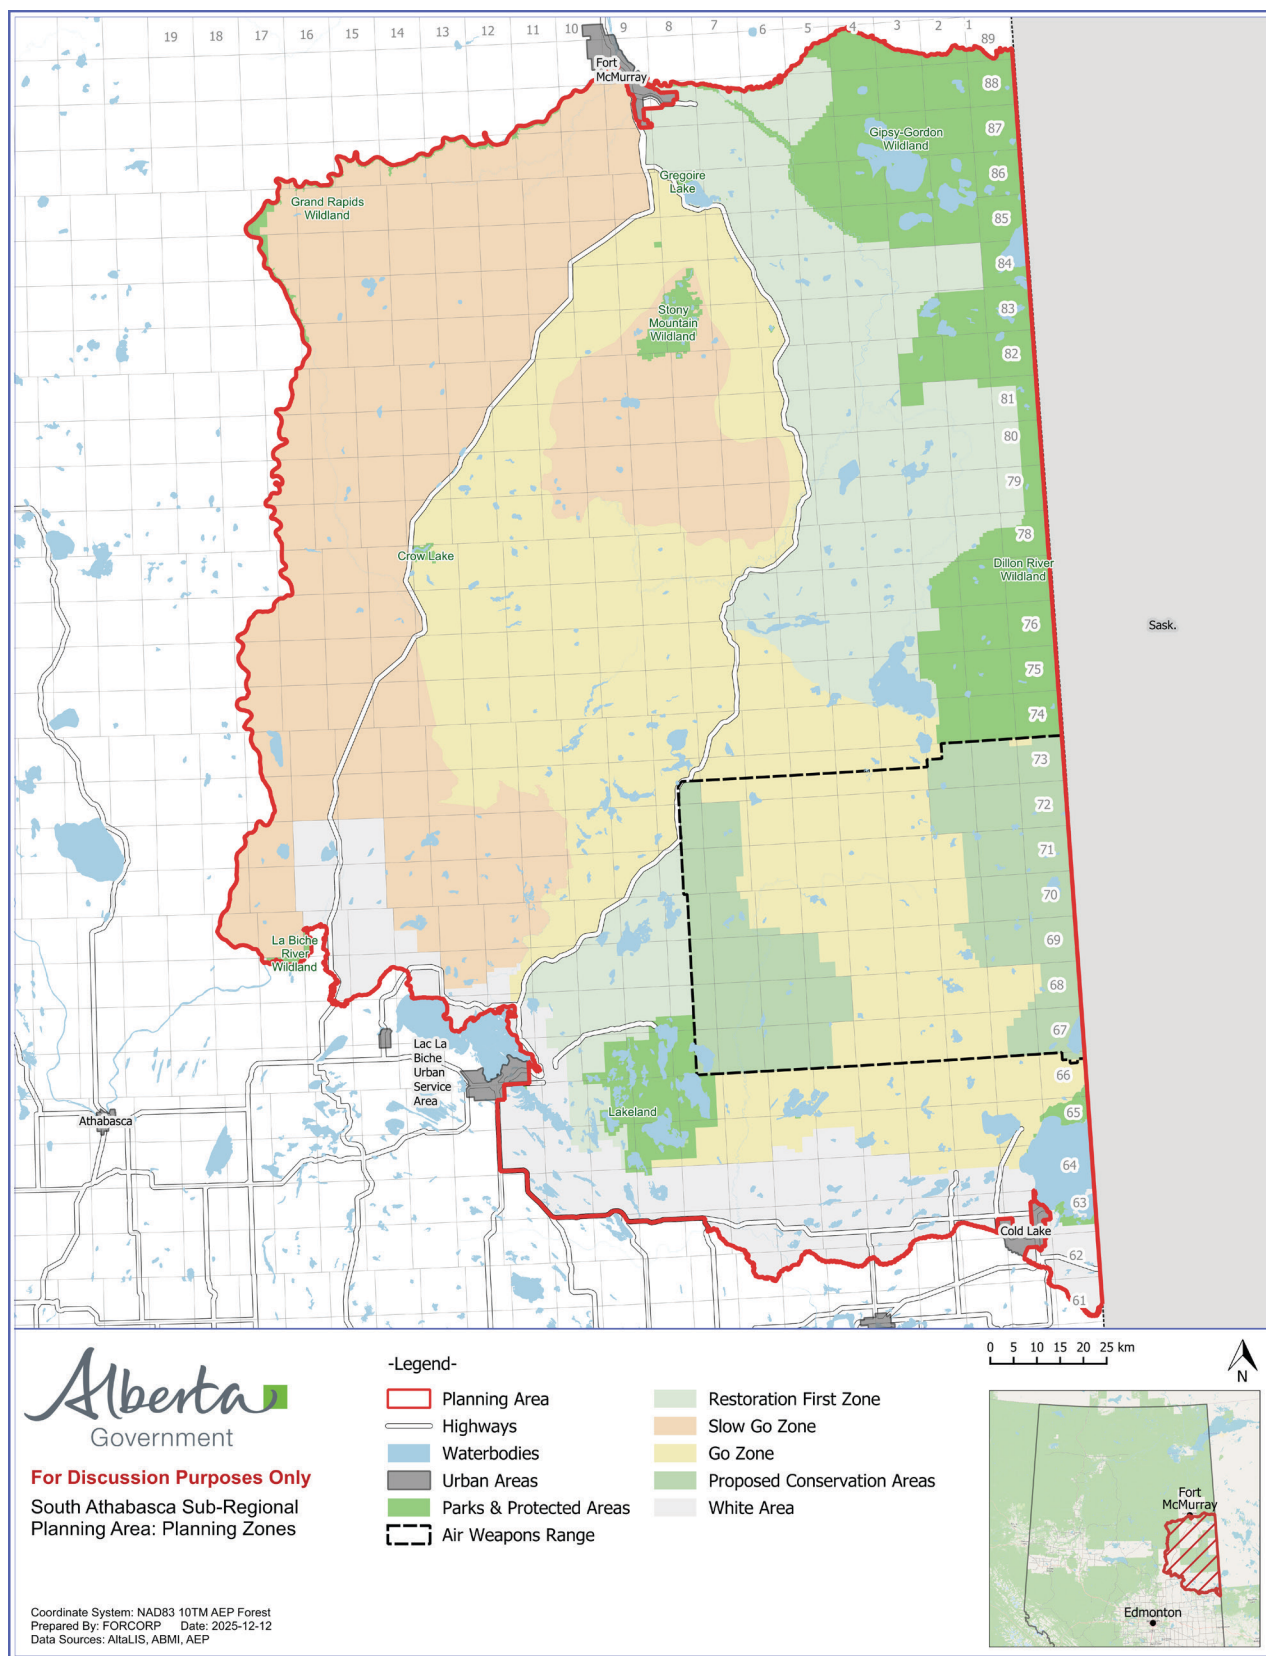 19 18 17 16 15 14 13 12 11 10 9 8 7 6 5 4 3 2 1
89
88
87
86
85
84
83
82
81
80
79
78
76
75
74
73
72
71
70
69
68
67
66
65
64
63
62
61
Fort
McMurray
Gipsy-Gordon
Wildland
Gregoire
Lake
Grand Rapids
Wildland
Stony
Mountain
Wildland
Crow Lake
Dillon River
Wildland
Sask.
La Biche
River
Wildland
Lac La
Biche
Urban
Service
Area
Lakeland
Athabasca
Cold Lake
Alberta
Government
For Discussion Purposes Only
South Athabasca Sub-Regional
Planning Area: Planning Zones
Coordinate System: NAD83 10TM AEP Forest
Prepared By: FORCORP Date: 2025-12-12
Data Sources: AltaLIS, ABMI, AEP
-Legend-
Planning Area
Highways
Waterbodies
Urban Areas
Parks & Protected Areas
Air Weapons Range
Restoration First Zone
Slow Go Zone
Go Zone
Proposed Conservation Areas
White Area
0 5 10 15 20 25 km
N
Fort
McMurray
Edmonton